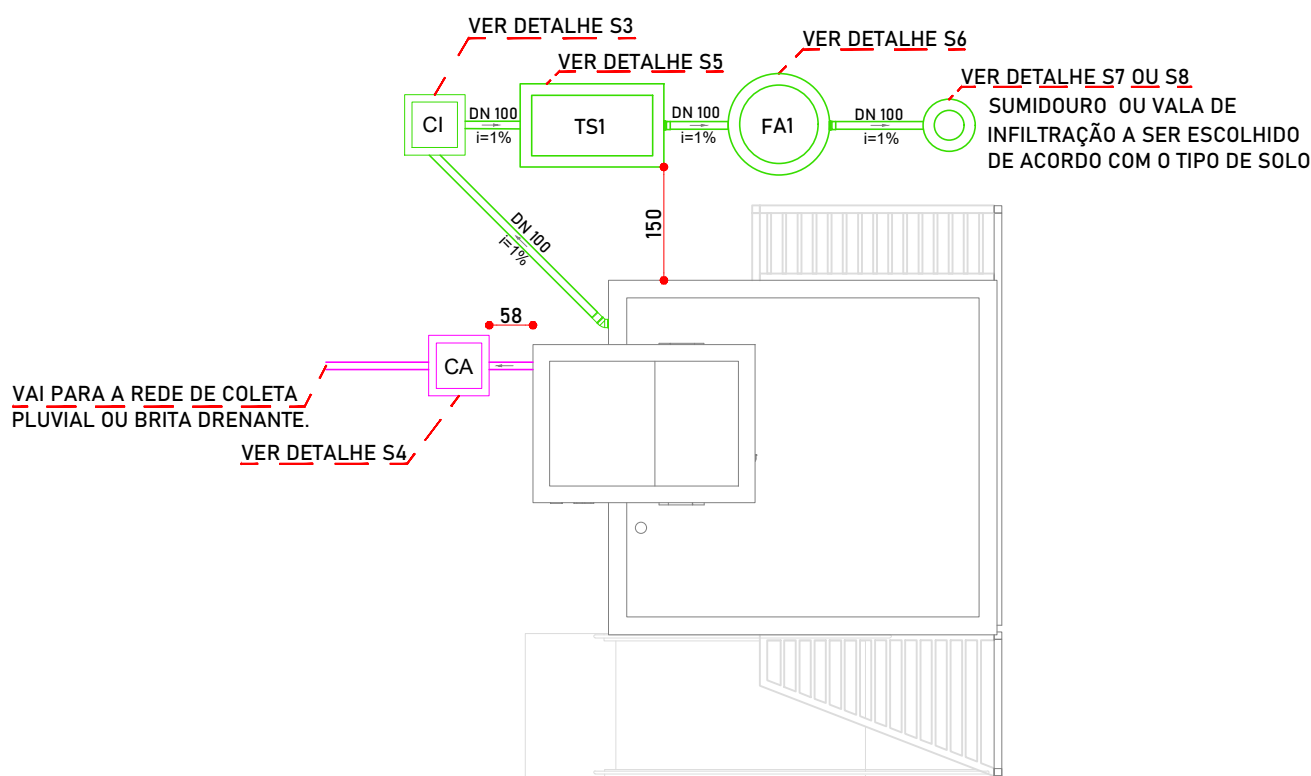 VER DETALHE S3
VER DETALHE S5
VER DETALHE S6
VER DETALHE S7 OU S8
SUMIDOURO OU VALA DE
INFILTRAÇÃO A SER ESCOLHIDO
DE ACORDO COM O TIPO DE SOLO
CI
DN 100
i=1%
TS1
DN 100
i=1%
FA1
DN 100
i=1%
DN 100
i=1%
150
58
CA
VAI PARA A REDE DE COLETA
PLUVIAL OU BRITA DRENANTE.
VER DETALHE S4